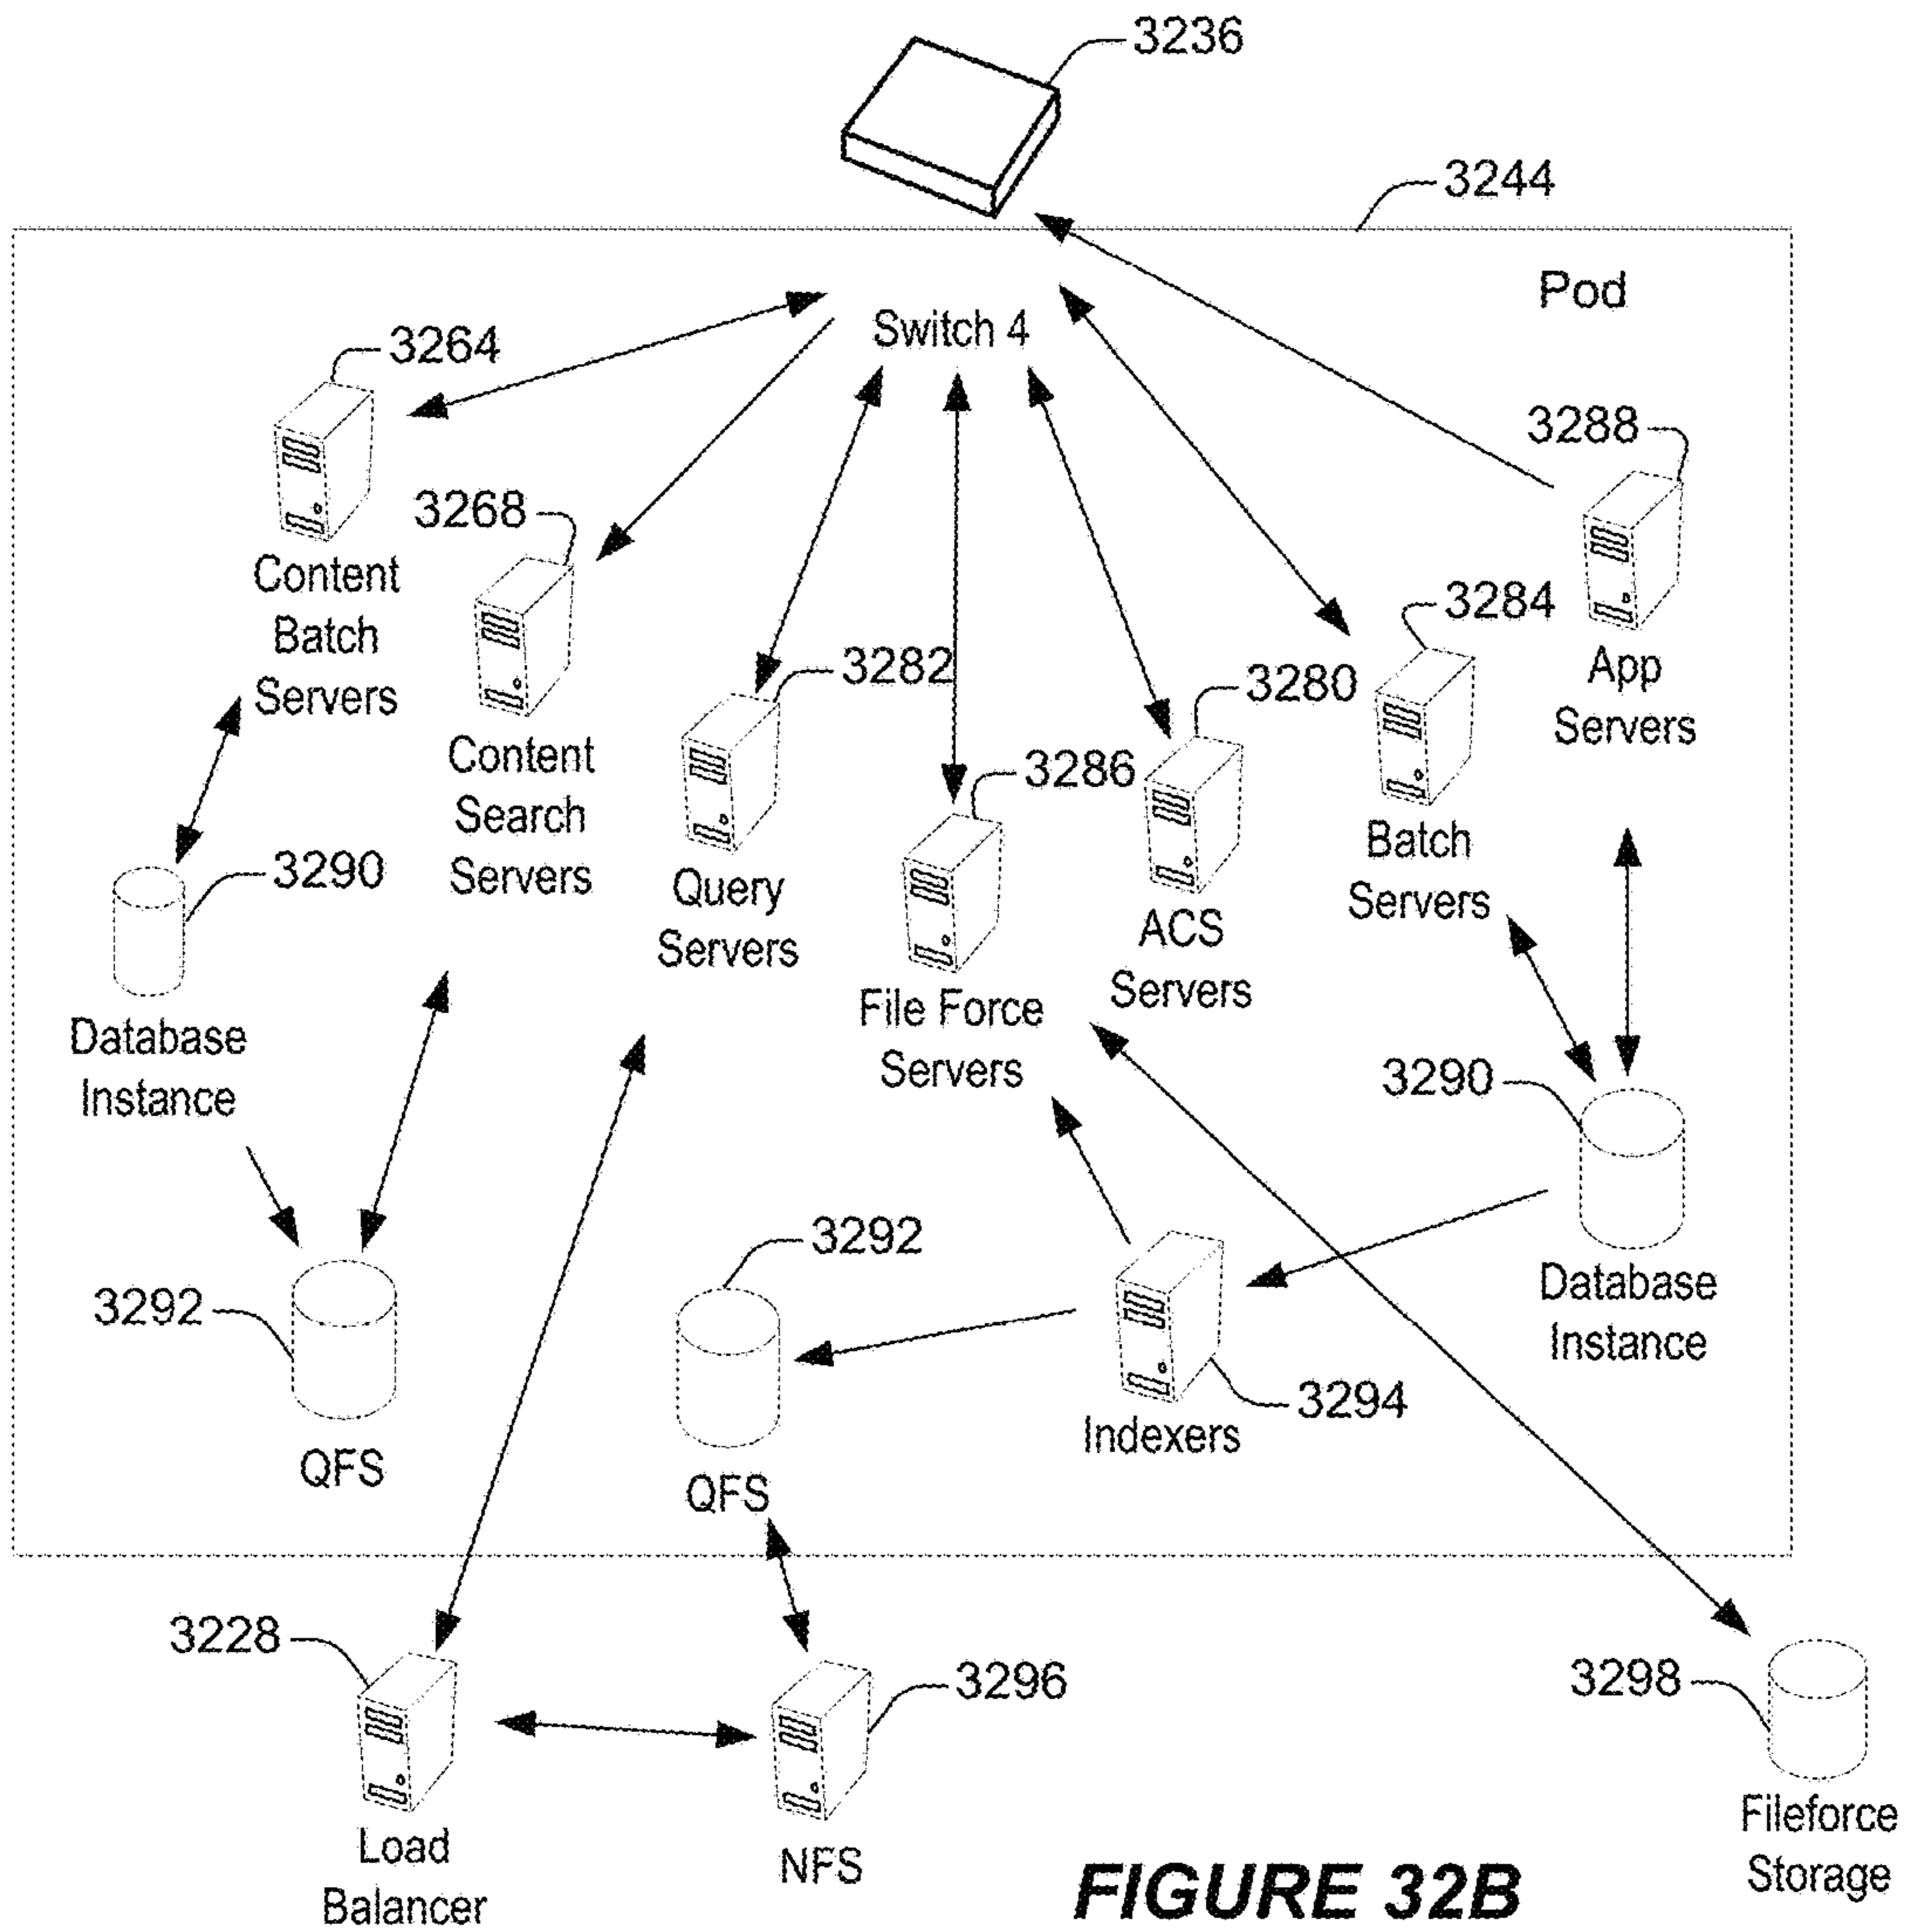 3236
3244
Pod
Switch 4
3264
Content
Batch
Servers
3268
Content
Search
Servers
3282
Query
Servers
3286
File Force
Servers
3280
ACS
Servers
3284
Batch
Servers
3288
App
Servers
3290
Database
Instance
3290
Database
Instance
3292
QFS
3292
QFS
3294
Indexers
3228
Load
Balancer
3296
NFS
3298
Fileforce
Storage
FIGURE 32B